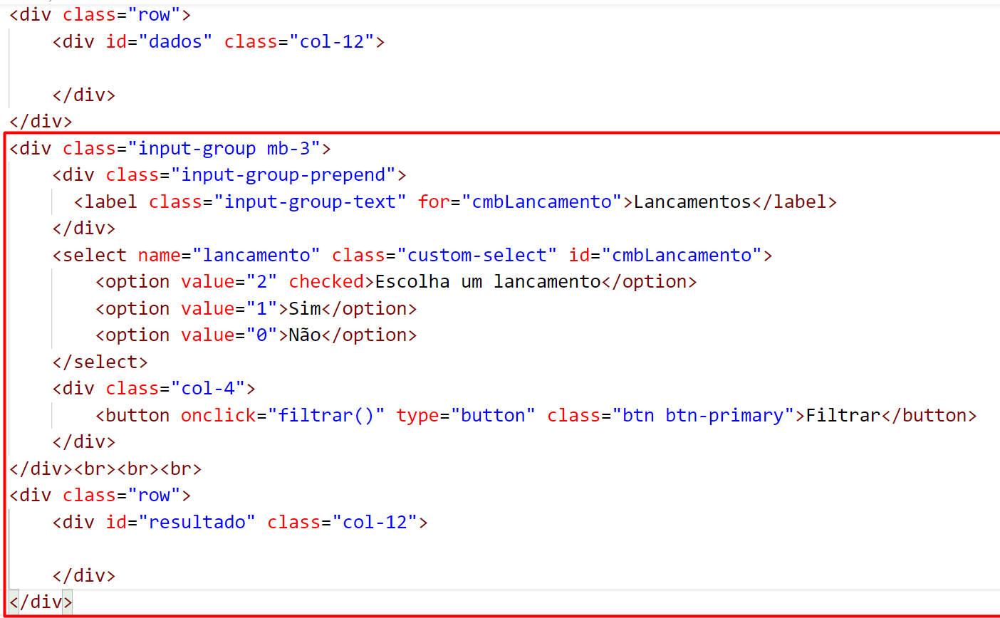 <div class="row">
    <div id="dados" class="col-12">
    </div>
</div>
<div class="input-group mb-3">
    <div class="input-group-prepend">
      <label class="input-group-text" for="cmbLancamento">Lancamentos</label>
    </div>
    <select name="lancamento" class="custom-select" id="cmbLancamento">
        <option value="2" checked>Escolha um lancamento</option>
        <option value="1">Sim</option>
        <option value="0">Não</option>
    </select>
    <div class="col-4">
        <button onclick="filtrar()" type="button" class="btn btn-primary">Filtrar</button>
    </div>
</div><br><br><br>
<div class="row">
    <div id="resultado" class="col-12">
    </div>
</div>